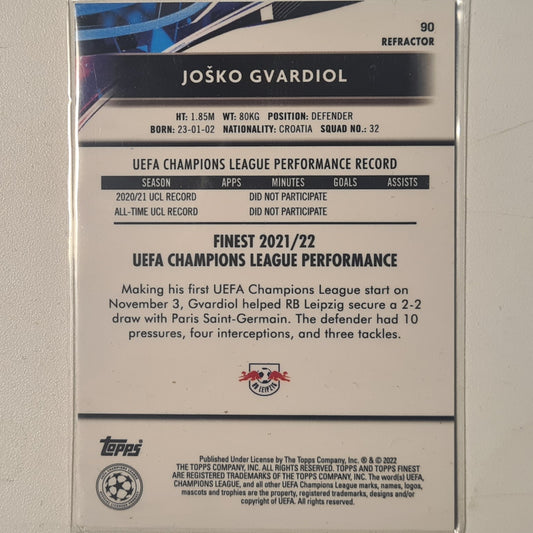 90
REFRACTOR
JOŠKO GVARDIOL
HT: 1.85M WT: 80KG POSITION: DEFENDER
BORN: 23-01-02 NATIONALITY: CROATIA SQUAD NO.: 32
UEFA CHAMPIONS LEAGUE PERFORMANCE RECORD
SEASON APPS MINUTES GOALS ASSISTS
2020/21 UCL RECORD DID NOT PARTICIPATE
ALL-TIME UCL RECORD DID NOT PARTICIPATE
FINEST 2021/22
UEFA CHAMPIONS LEAGUE PERFORMANCE
Making his first UEFA Champions League start on
November 3, Gvardiol helped RB Leipzig secure a 2-2
draw with Paris Saint-Germain. The defender had 10
pressures, four interceptions, and three tackles.
RB LEIPZIG
Topps
Published Under License by The Topps Company, Inc. ® & © 2022
THE TOPPS COMPANY, INC. ALL RIGHTS RESERVED. TOPPS AND TOPPS FINEST
ARE REGISTERED TRADEMARKS OF THE TOPPS COMPANY, INC. The word(s) UEFA,
CHAMPIONS LEAGUE, and all other UEFA Champions League marks, names, logos,
mascots and trophies are the property, registered trademarks, designs and/or
copyright of UEFA. All rights reserved.